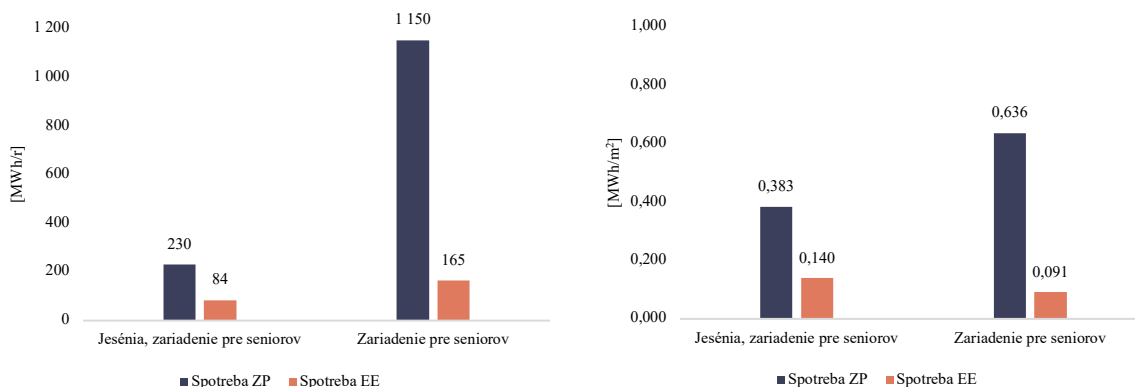 [MWh/r]
1 200
1 000
800
600
400
200
0
230
84
1 150
165
Jesénia, zariadenie pre seniorov
Zariadenie pre seniorov
Spotreba ZP
Spotreba EE
[MWh/m²]
1,000
0,800
0,600
0,400
0,200
0,000
0,383
0,140
0,636
0,091
Jesénia, zariadenie pre seniorov
Zariadenie pre seniorov
Spotreba ZP
Spotreba EE